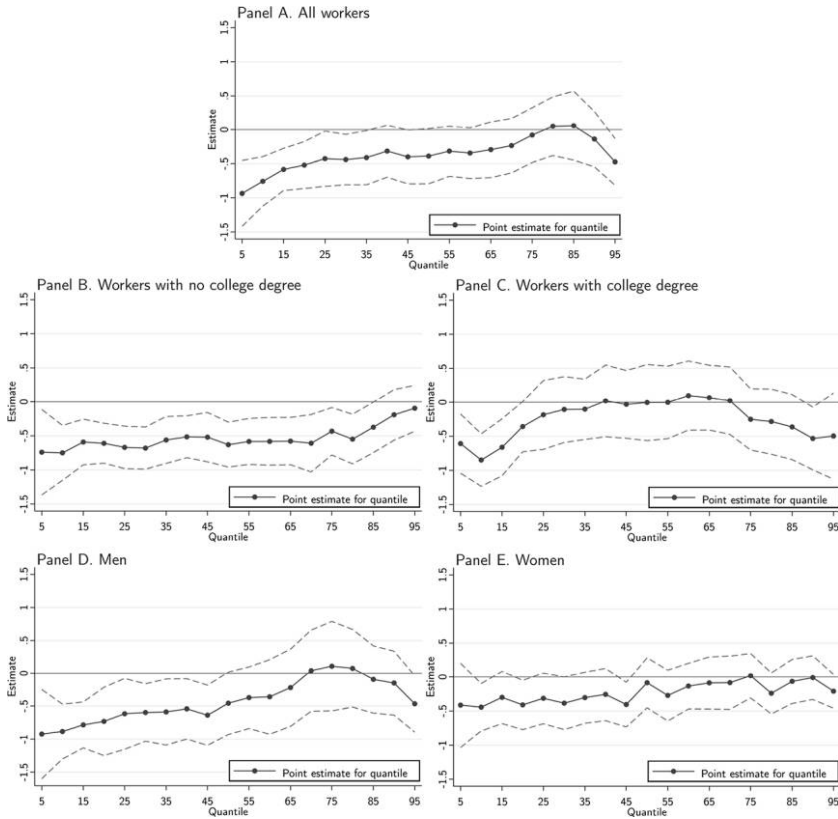 Panel A. All workers
Estimate
1.5
1
.5
0
-.5
-1
-1.5
5 15 25 35 45 55 65 75 85 95
Quantile
Point estimate for quantile
Panel B. Workers with no college degree
Estimate
1.5
1
.5
0
-.5
-1
-1.5
5 15 25 35 45 55 65 75 85 95
Quantile
Point estimate for quantile
Panel C. Workers with college degree
Estimate
1.5
1
.5
0
-.5
-1
-1.5
5 15 25 35 45 55 65 75 85 95
Quantile
Point estimate for quantile
Panel D. Men
Estimate
1.5
1
.5
0
-.5
-1
-1.5
5 15 25 35 45 55 65 75 85 95
Quantile
Point estimate for quantile
Panel E. Women
Estimate
1.5
1
.5
0
-.5
-1
-1.5
5 15 25 35 45 55 65 75 85 95
Quantile
Point estimate for quantile